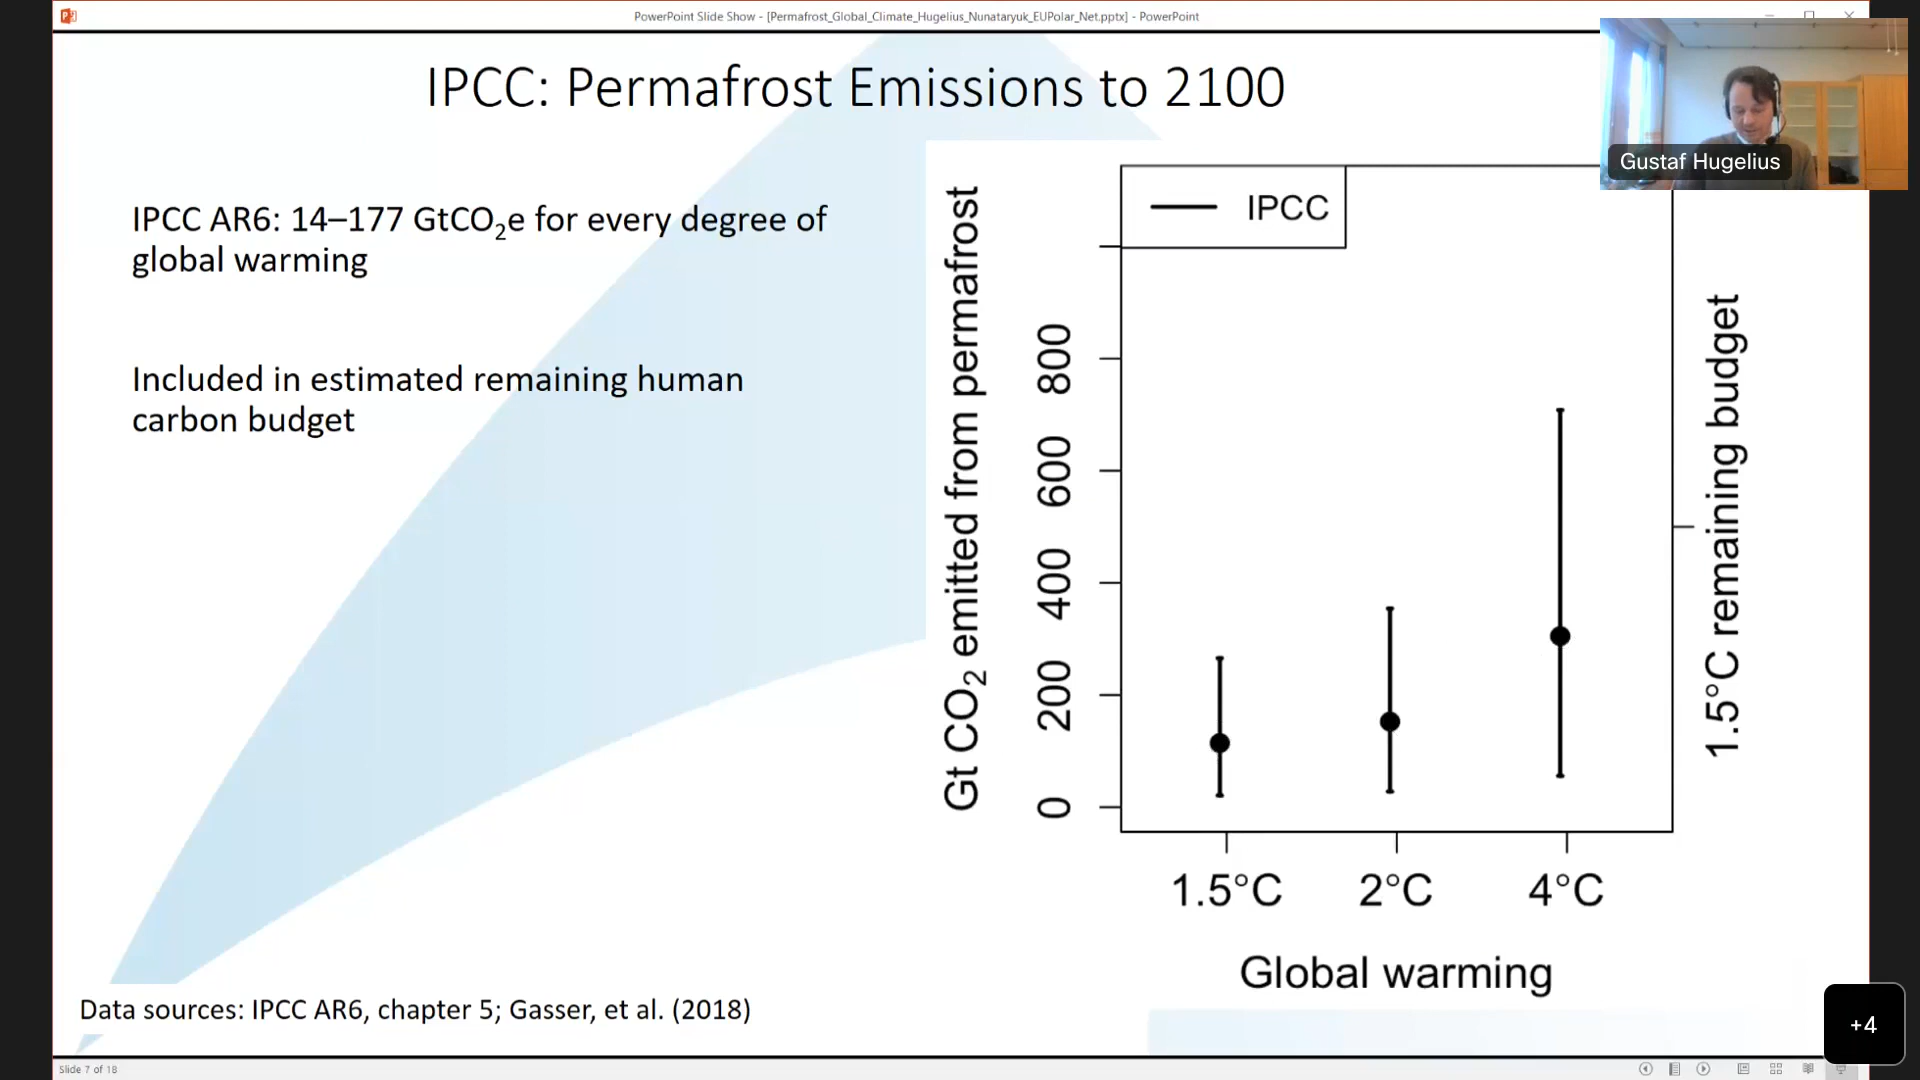 PowerPoint Slide Show - [Permafrost_Global_Climate_Hugelius_Nunataryuk_EUPolar_Net.pptx] - PowerPoint
IPCC: Permafrost Emissions to 2100
Gustaf Hugelius
IPCC AR6: 14–177 GtCO₂e for every degree of
global warming
Included in estimated remaining human
carbon budget
IPCC
Gt CO₂ emitted from permafrost
800
600
400
200
0
1.5°C remaining budget
1.5°C 2°C 4°C
Global warming
Data sources: IPCC AR6, chapter 5; Gasser, et al. (2018)
+4
Slide 7 of 18